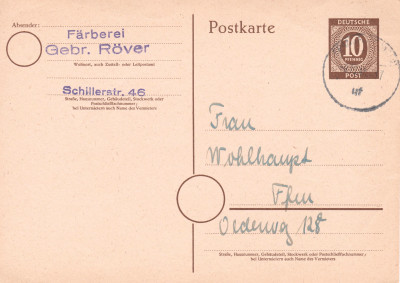 Absender:
Färberei
Gebr. Röver
Wohnort, auch Zustell- oder Leitpostamt
Schillerstr. 46
Straße, Hausnummer, Gebäudeteil, Stockwerk oder
Postschließfachnummer;
bei Untermietern auch Name des Vermieters
Postkarte
DEUTSCHE
10
PFENNIG
POST
Frau
Wohlhaupt
Ffm
Oederweg 128
Straße, Hausnummer, Gebäudeteil, Stockwerk oder Postschließfachnummer;
bei Untermietern auch Name des Vermieters